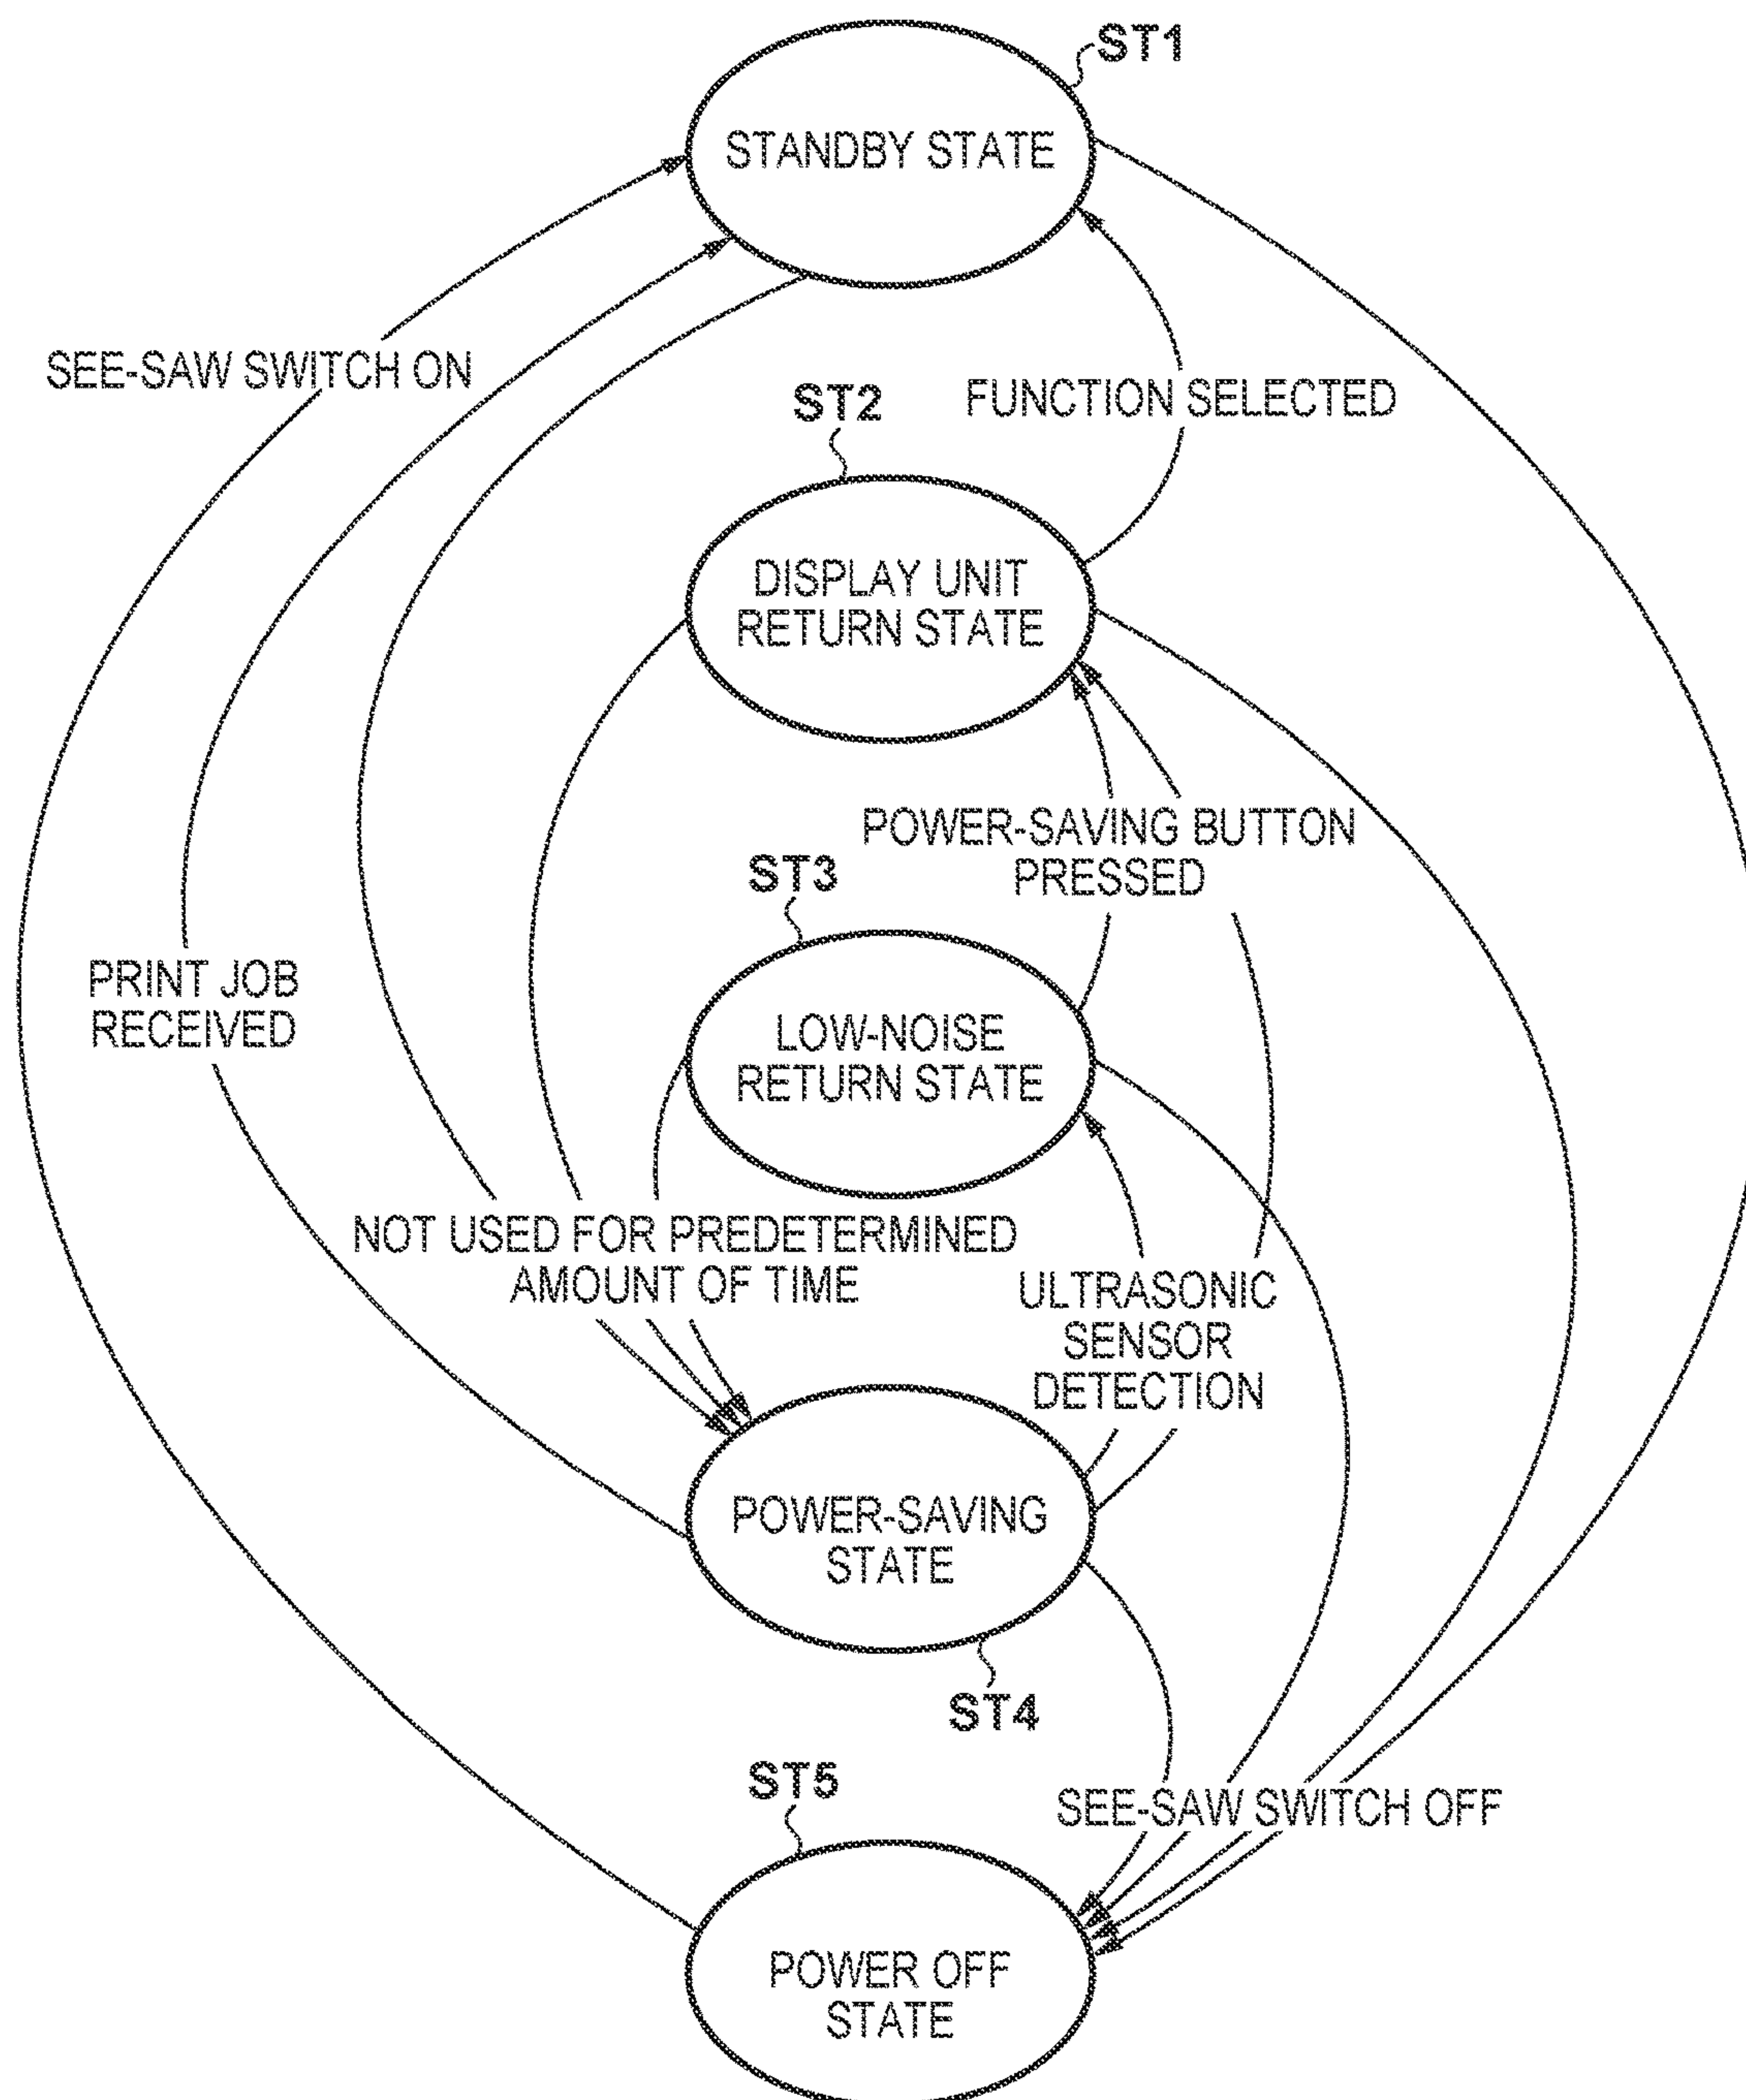 ST1
STANDBY STATE
SEE-SAW SWITCH ON
FUNCTION SELECTED
ST2
DISPLAY UNIT
RETURN STATE
POWER-SAVING BUTTON
PRESSED
ST3
PRINT JOB
RECEIVED
LOW-NOISE
RETURN STATE
NOT USED FOR PREDETERMINED
AMOUNT OF TIME
ULTRASONIC
SENSOR
DETECTION
POWER-SAVING
STATE
ST4
ST5
SEE-SAW SWITCH OFF
POWER OFF
STATE